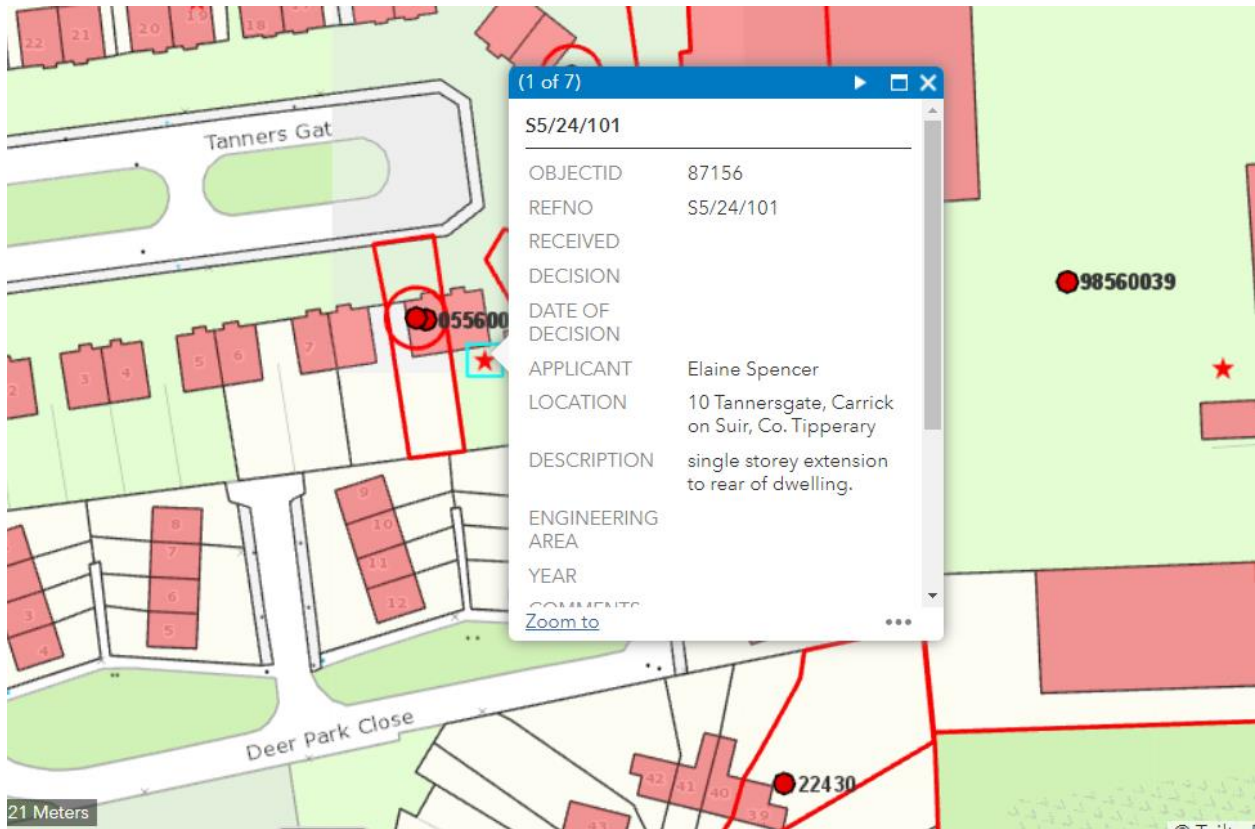 22 21 20 19 18
Tanners Gat
(1 of 7)
S5/24/101
OBJECTID 87156
REFNO S5/24/101
RECEIVED
DECISION
DATE OF
DECISION
APPLICANT Elaine Spencer
LOCATION 10 Tannersgate, Carrick
on Suir, Co. Tipperary
DESCRIPTION single storey extension
to rear of dwelling.
ENGINEERING
AREA
YEAR
COMMENTS
Zoom to
98560039
055600
2 3 4 5 6 7
9
10
11
12
8
7
6
5
3
4
Deer Park Close
42 41 40 39
43
22430
21 Meters